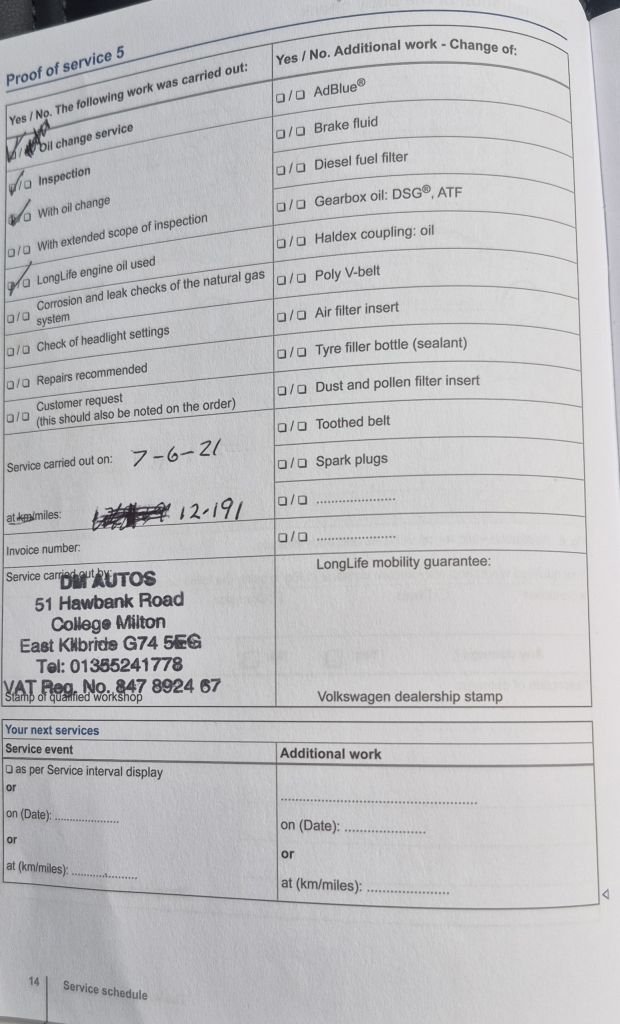 Proof of service 5
Yes / No. The following work was carried out:
❑ / ❑ Oil change service
❑ / ❑ Inspection
❑ / ❑ With oil change
❑ / ❑ With extended scope of inspection
❑ / ❑ LongLife engine oil used
❑ / ❑ Corrosion and leak checks of the natural gas
system
❑ / ❑ Check of headlight settings
❑ / ❑ Repairs recommended
❑ / ❑ Customer request
(this should also be noted on the order)
Service carried out on: 7-6-21
at km/miles: 12.191
Invoice number:
Service carried out by:
DM AUTOS
51 Hawbank Road
College Milton
East Kilbride G74 5EG
Tel: 01355241778
VAT Reg. No. 847 8924 67
Stamp of qualified workshop
Yes / No. Additional work - Change of:
❑ / ❑ AdBlue®
❑ / ❑ Brake fluid
❑ / ❑ Diesel fuel filter
❑ / ❑ Gearbox oil: DSG®, ATF
❑ / ❑ Haldex coupling: oil
❑ / ❑ Poly V-belt
❑ / ❑ Air filter insert
❑ / ❑ Tyre filler bottle (sealant)
❑ / ❑ Dust and pollen filter insert
❑ / ❑ Toothed belt
❑ / ❑ Spark plugs
❑ / ❑ .....................
❑ / ❑ .....................
LongLife mobility guarantee:
Volkswagen dealership stamp
Your next services
Service event
❑ as per Service interval display
or
on (Date): .....................
or
at (km/miles): .....................
Additional work
..................................................
on (Date): .....................
or
at (km/miles): .....................
14
Service schedule